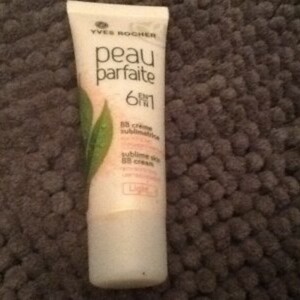 YVES ROCHER
peau
parfaite
6 EN 1
BB crème
sublimatrice
sublime skin
BB cream
Light